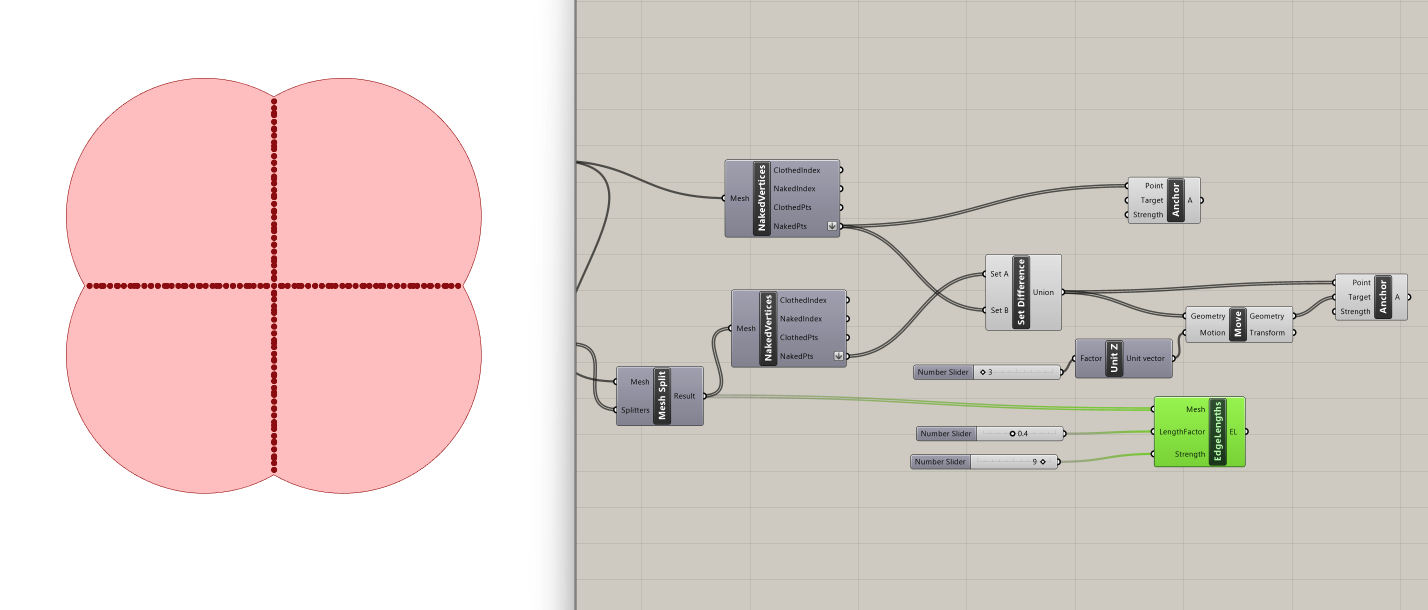 ClothedIndex
NakedIndex
ClothedPts
NakedPts
Mesh
NakedVertices
Point
Target
Strength
Anchor
A
Set A
Set B
Set Difference
Union
ClothedIndex
NakedIndex
ClothedPts
NakedPts
Mesh
NakedVertices
Point
Target
Strength
Anchor
A
Geometry
Motion
Move
Geometry
Transform
Factor
Unit Z
Unit vector
Number Slider
3
Mesh
Splitters
Mesh Split
Result
Mesh
LengthFactor
Strength
EdgeLengths
EL
Number Slider
0.4
Number Slider
9